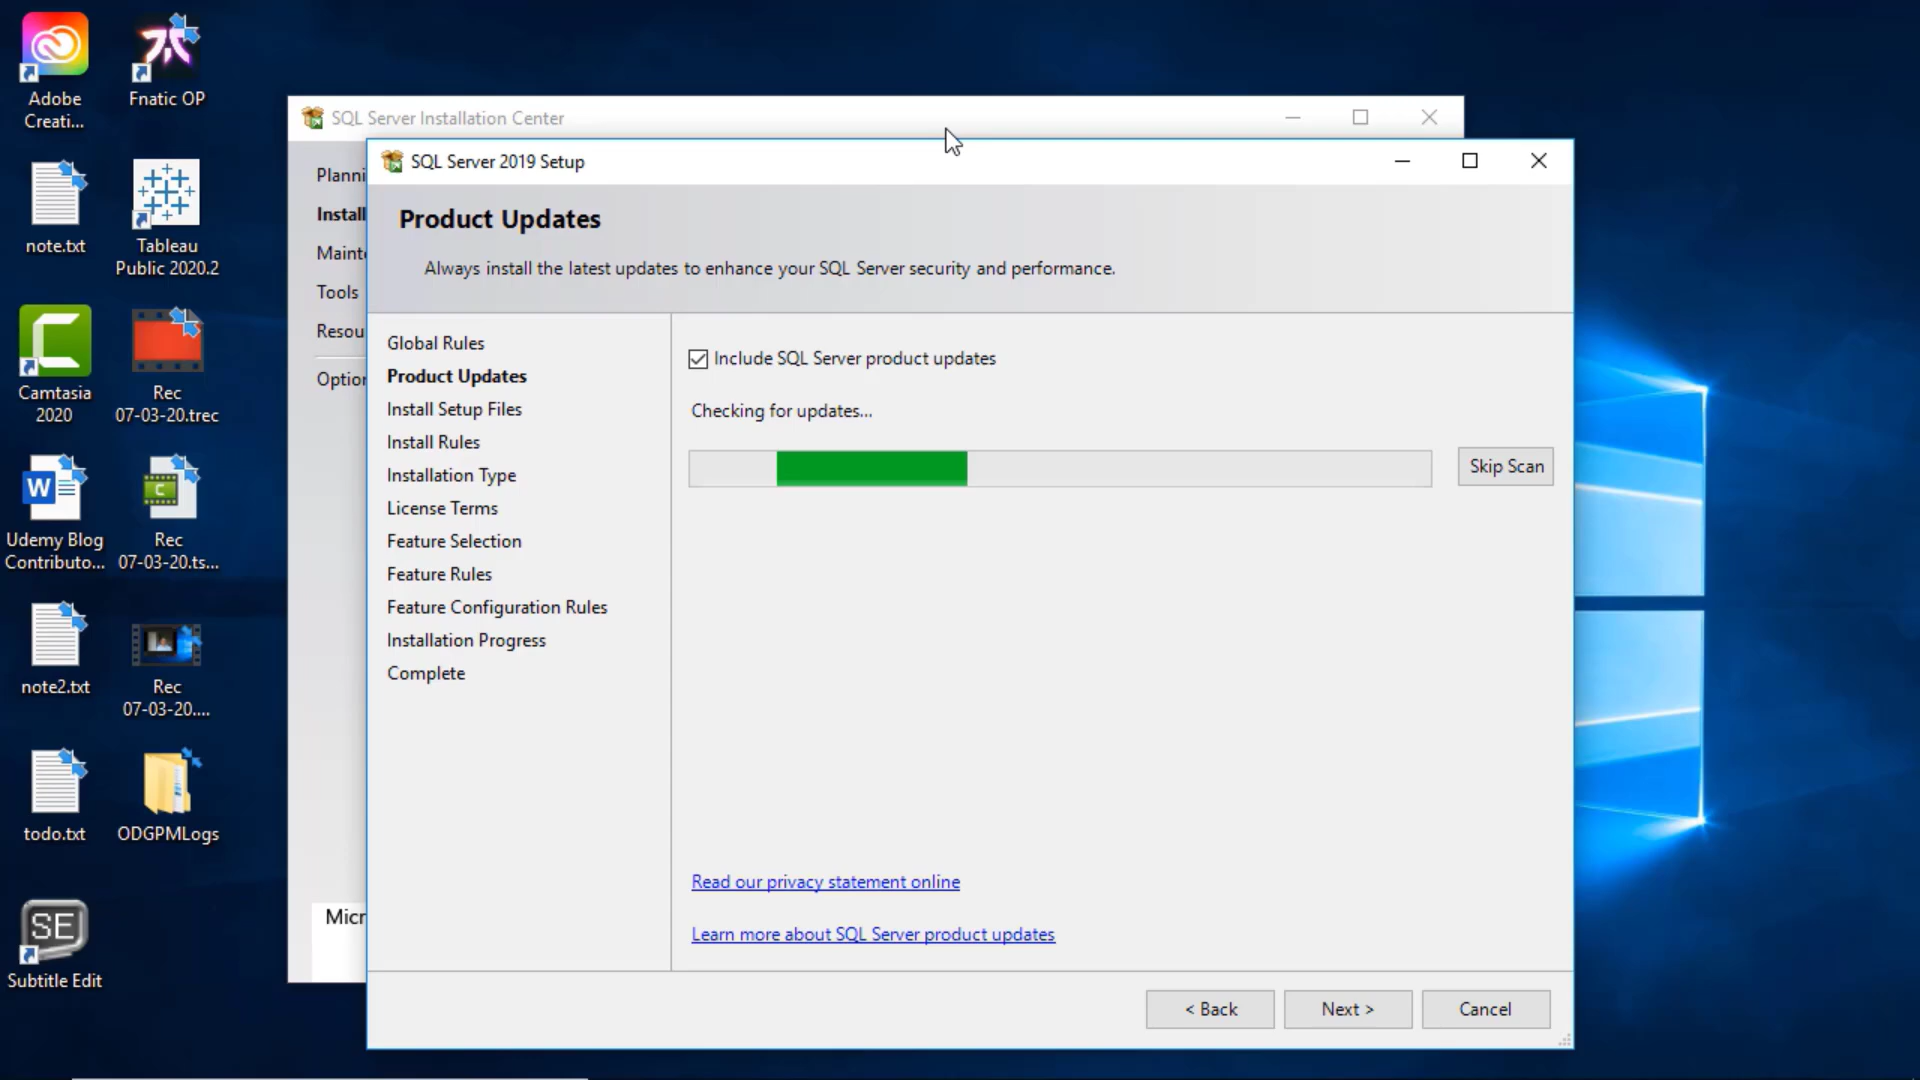 Adobe
Creati...
Fnatic OP
note.txt
Tableau
Public 2020.2
Camtasia
2020
Rec
07-03-20.trec
Udemy Blog
Contributo...
Rec
07-03-20.ts...
note2.txt
Rec
07-03-20....
todo.txt
ODGPMLogs
SE
Subtitle Edit
SQL Server Installation Center
Planni
Install
Mainte
Tools
Resou
Option
Micr
SQL Server 2019 Setup
Product Updates
Always install the latest updates to enhance your SQL Server security and performance.
Global Rules
Product Updates
Install Setup Files
Install Rules
Installation Type
License Terms
Feature Selection
Feature Rules
Feature Configuration Rules
Installation Progress
Complete
Include SQL Server product updates
Checking for updates...
Skip Scan
Read our privacy statement online
Learn more about SQL Server product updates
< Back
Next >
Cancel